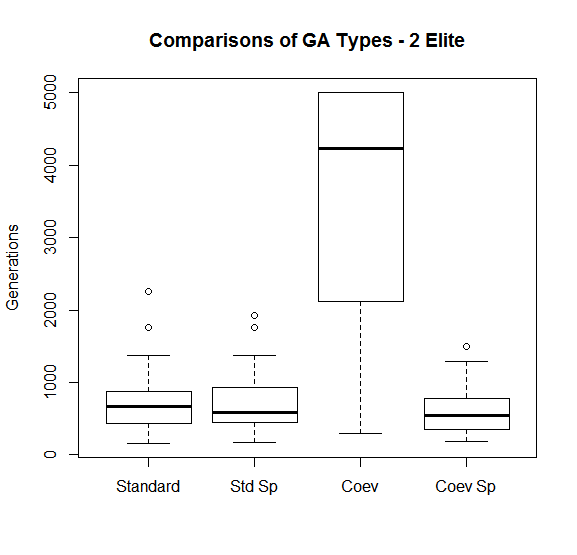 Comparisons of GA Types - 2 Elite
Generations
5000
4000
3000
2000
1000
0
Standard
Std Sp
Coev
Coev Sp